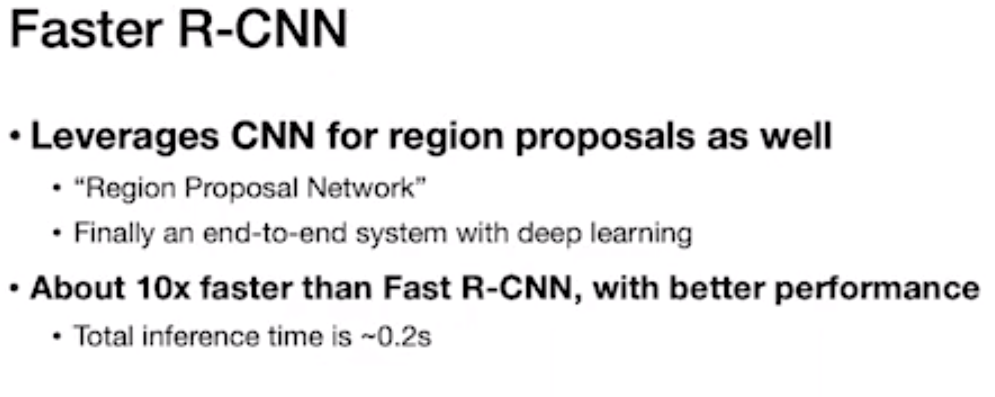 Faster R-CNN
• Leverages CNN for region proposals as well
• “Region Proposal Network”
• Finally an end-to-end system with deep learning
• About 10x faster than Fast R-CNN, with better performance
• Total inference time is ~0.2s